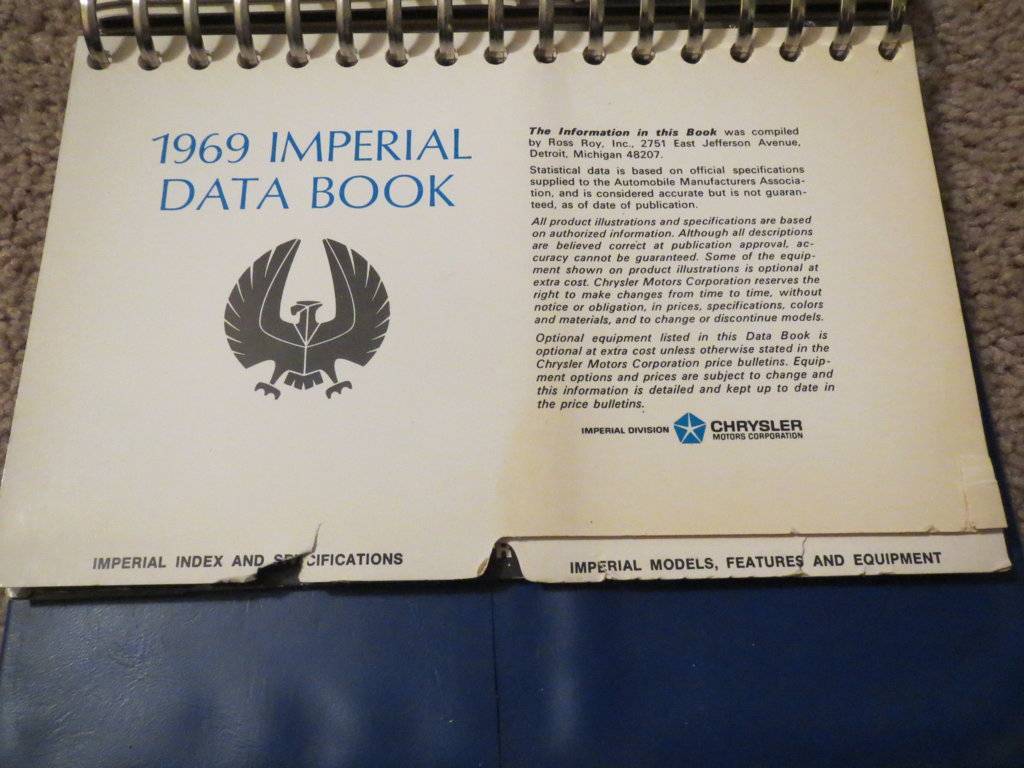 1969 IMPERIAL
DATA BOOK
The Information in this Book was compiled
by Ross Roy, Inc., 2751 East Jefferson Avenue,
Detroit, Michigan 48207.
Statistical data is based on official specifications
supplied to the Automobile Manufacturers Associa-
tion, and is considered accurate but is not guaran-
teed, as of date of publication.
All product illustrations and specifications are based
on authorized information. Although all descriptions
are believed correct at publication approval, ac-
curacy cannot be guaranteed. Some of the equip-
ment shown on product illustrations is optional at
extra cost. Chrysler Motors Corporation reserves the
right to make changes from time to time, without
notice or obligation, in prices, specifications, colors
and materials, and to change or discontinue models.
Optional equipment listed in this Data Book is
optional at extra cost unless otherwise stated in the
Chrysler Motors Corporation price bulletins. Equip-
ment options and prices are subject to change and
this information is detailed and kept up to date in
the price bulletins.
IMPERIAL DIVISION CHRYSLER
MOTORS CORPORATION
IMPERIAL INDEX AND SPECIFICATIONS
IMPERIAL MODELS, FEATURES AND EQUIPMENT